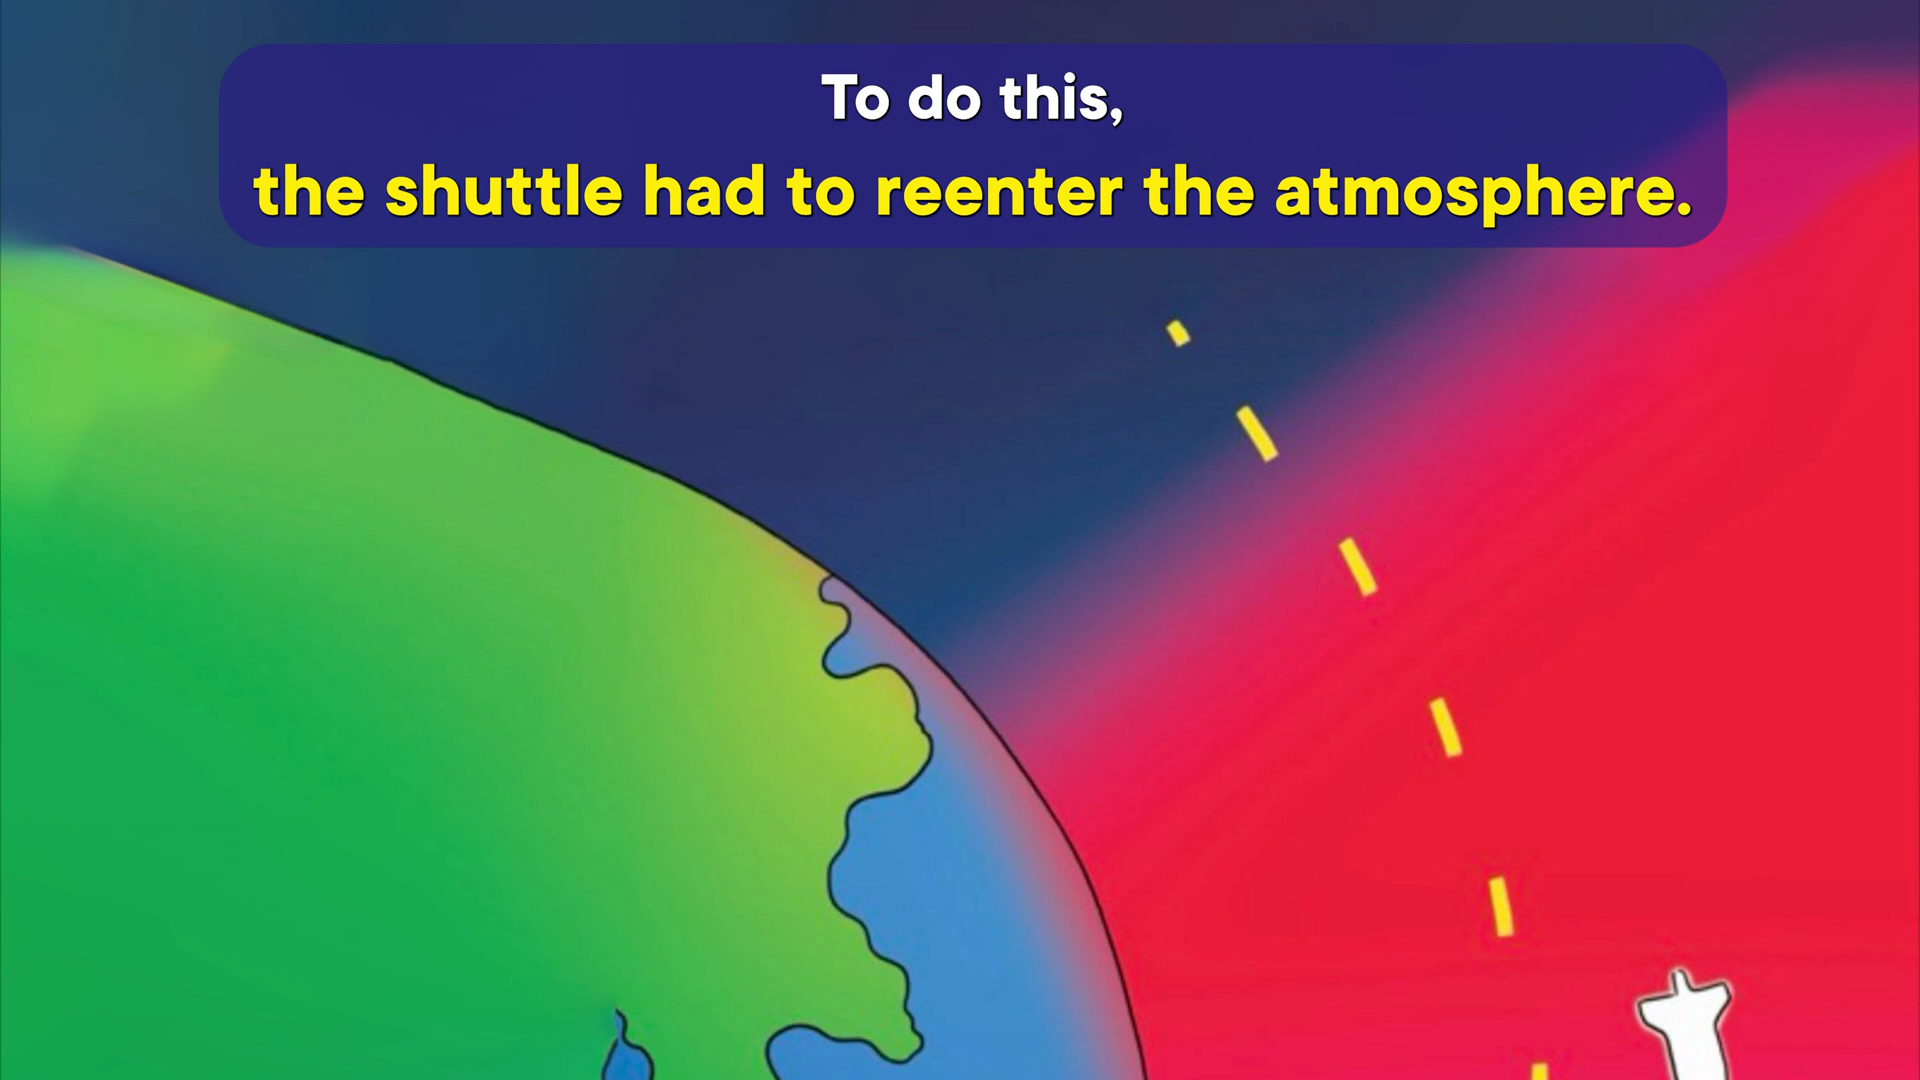 To do this,
the shuttle had to reenter the atmosphere.